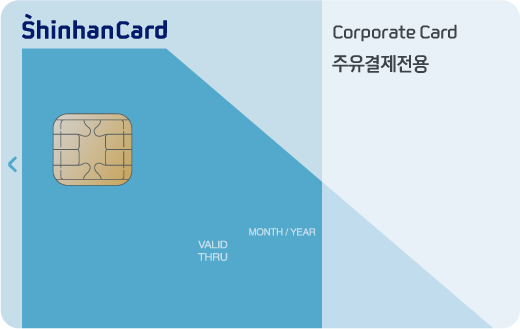 ShinhanCard
Corporate Card
주유결제전용
MONTH / YEAR
VALID
THRU